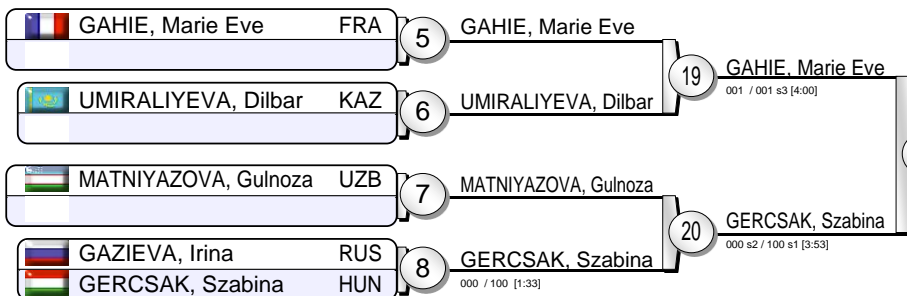 GAHIE, Marie Eve FRA
5
GAHIE, Marie Eve
UMIRALIYEVA, Dilbar KAZ
6
UMIRALIYEVA, Dilbar
19
GAHIE, Marie Eve
001 / 001 s3 [4:00]
MATNIYAZOVA, Gulnoza UZB
7
MATNIYAZOVA, Gulnoza
GAZIEVA, Irina RUS
GERCSAK, Szabina HUN
8
GERCSAK, Szabina
000 / 100 [1:33]
20
GERCSAK, Szabina
000 s2 / 100 s1 [3:53]